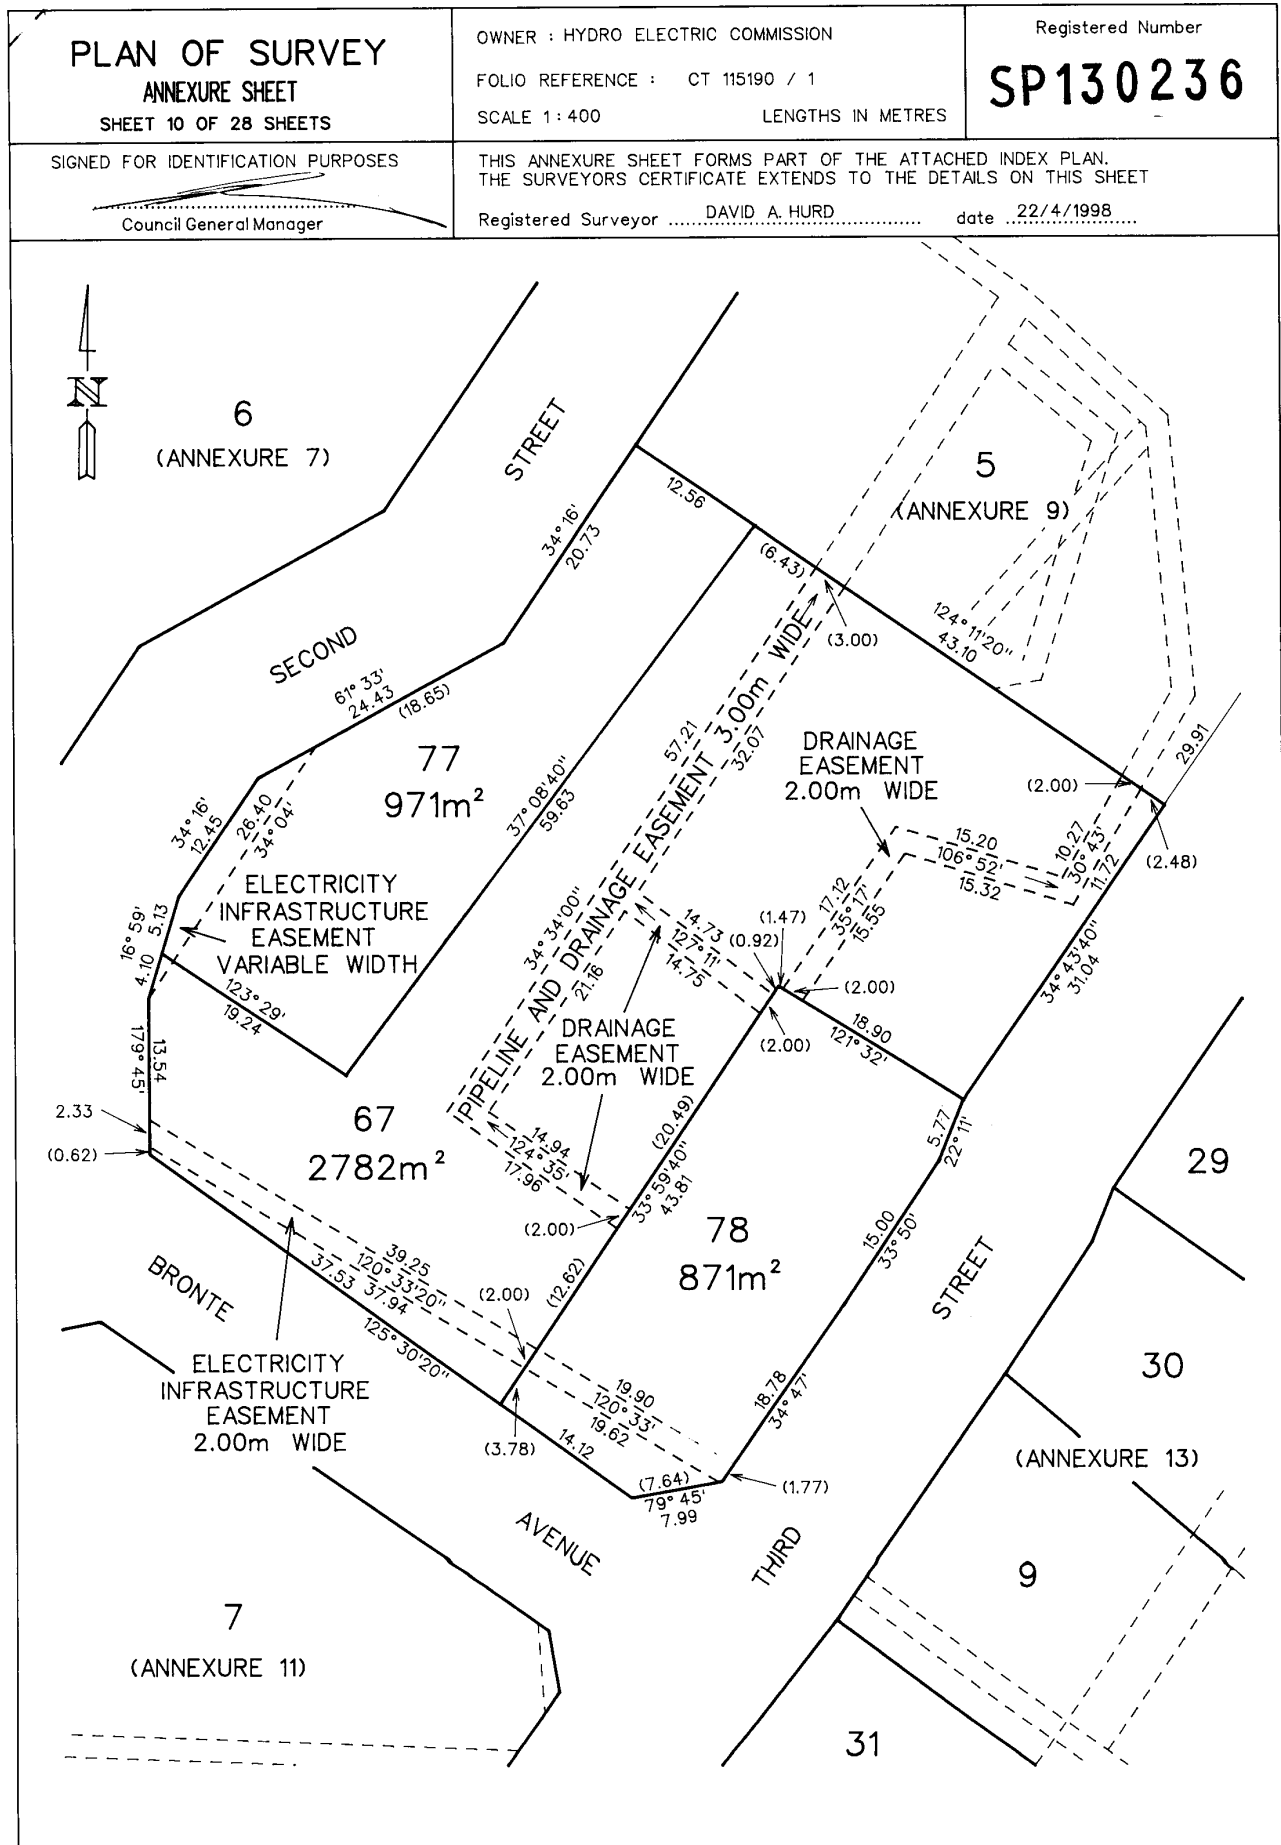 PLAN OF SURVEY
ANNEXURE SHEET
SHEET 10 OF 28 SHEETS
OWNER : HYDRO ELECTRIC COMMISSION
FOLIO REFERENCE : CT 115190 / 1
SCALE 1 : 400 LENGTHS IN METRES
Registered Number
SP130236
SIGNED FOR IDENTIFICATION PURPOSES
Council General Manager
THIS ANNEXURE SHEET FORMS PART OF THE ATTACHED INDEX PLAN.
THE SURVEYORS CERTIFICATE EXTENDS TO THE DETAILS ON THIS SHEET
Registered Surveyor DAVID A. HURD date 22/4/1998
N
6
(ANNEXURE 7)
STREET
SECOND
5
(ANNEXURE 9)
12.56
34° 16'
20.73
(6.43)
(3.00)
124° 11'20"
43.10
61° 33'
24.43
(18.65)
77
971m²
37° 08'40"
59.63
57.21
32.07
PIPELINE AND DRAINAGE EASEMENT 3.00m WIDE
34° 34'00"
21.16
DRAINAGE
EASEMENT
2.00m WIDE
29.91
(2.00)
(2.48)
10.27
30° 43'
11.72
15.20
106° 52'
15.32
17.12
35° 17'
15.55
34° 16'
12.45
26.40
34° 04'
ELECTRICITY
INFRASTRUCTURE
EASEMENT
VARIABLE WIDTH
16° 59'
5.13
4.10
123° 29'
19.24
14.73
127° 11'
14.75
(1.47)
(0.92)
(2.00)
(2.00)
34° 43'40"
31.04
18.90
121° 32'
DRAINAGE
EASEMENT
2.00m WIDE
13.54
179° 45'
2.33
(0.62)
67
2782m²
14.94
124° 35'
17.96
(20.49)
33° 59'40"
43.81
(2.00)
(12.62)
5.77
22° 11'
29
78
871m²
15.00
33° 50'
STREET
BRONTE
39.25
120° 33'20"
37.53 37.94
125° 30'20"
(2.00)
ELECTRICITY
INFRASTRUCTURE
EASEMENT
2.00m WIDE
19.90
120° 33'
19.62
18.78
34° 47'
30
(3.78)
14.12
(7.64)
79° 45'
7.99
(1.77)
(ANNEXURE 13)
AVENUE
THIRD
9
7
(ANNEXURE 11)
31